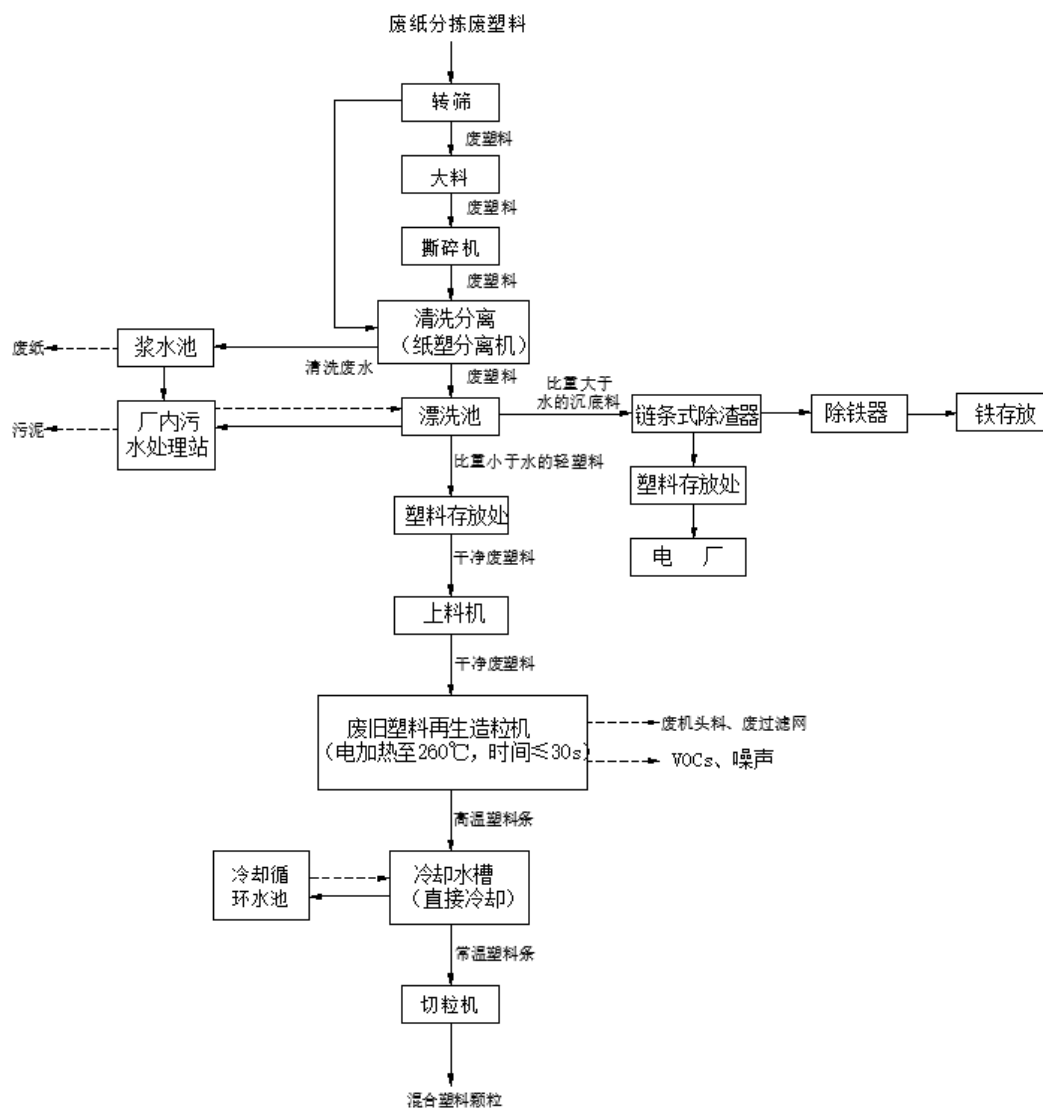 废纸分拣废塑料
转筛
废塑料
大料
废塑料
撕碎机
废塑料
清洗分离
（纸塑分离机）
浆水池
废纸
清洗废水
废塑料
比重大于
水的沉底料
漂洗池
厂内污
水处理站
污泥
链条式除渣器
除铁器
铁存放
比重小于水的轻塑料
塑料存放处
塑料存放处
电 厂
干净废塑料
上料机
干净废塑料
废旧塑料再生造粒机
（电加热至260℃，时间≤30s）
废机头料、废过滤网
VOCs、噪声
高温塑料条
冷却循
环水池
冷却水槽
（直接冷却）
常温塑料条
切粒机
混合塑料颗粒